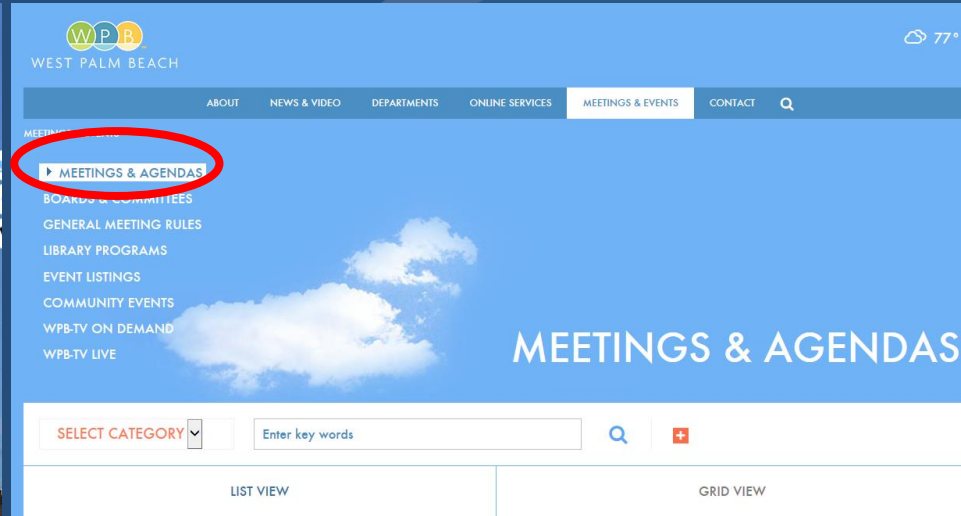 WPB
WEST PALM BEACH
77°
ABOUT NEWS & VIDEO DEPARTMENTS ONLINE SERVICES MEETINGS & EVENTS CONTACT
MEETINGS & AGENDAS
BOARDS & COMMITTEES
GENERAL MEETING RULES
LIBRARY PROGRAMS
EVENT LISTINGS
COMMUNITY EVENTS
WPB-TV ON DEMAND
WPB-TV LIVE
MEETINGS & AGENDAS
SELECT CATEGORY Enter key words
LIST VIEW GRID VIEW